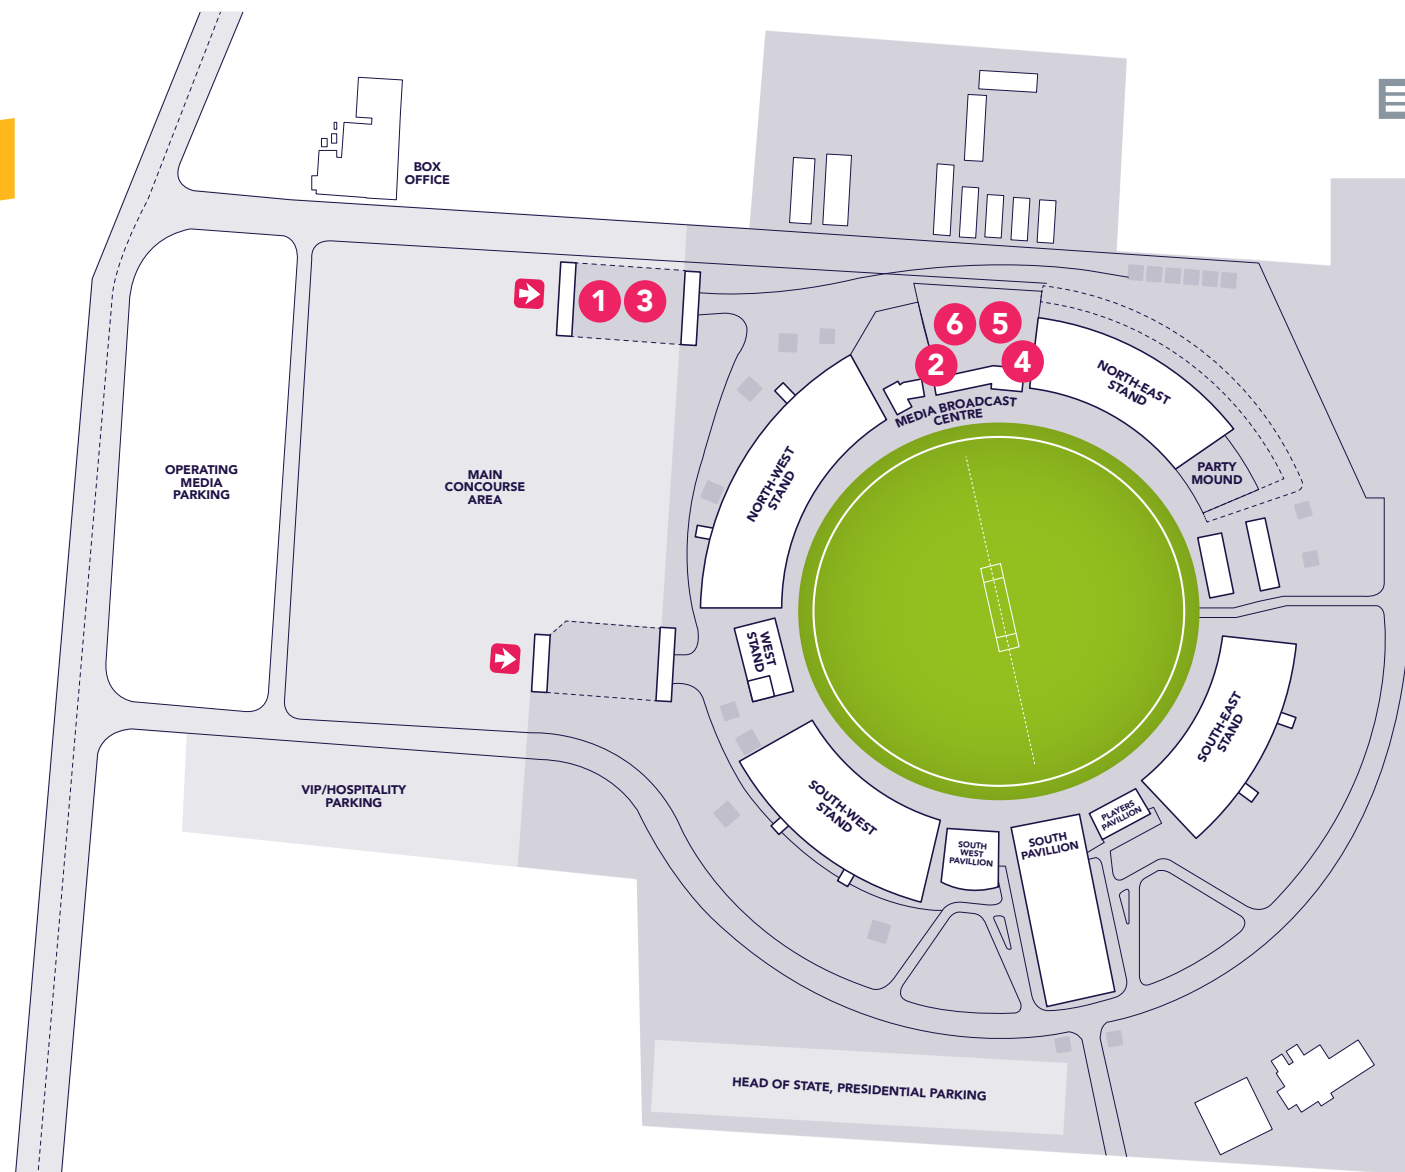 BOX
OFFICE
1
3
6
5
2
4
NORTH-EAST
STAND
MEDIA BROADCAST
CENTRE
OPERATING
MEDIA
PARKING
MAIN
CONCOURSE
AREA
NORTH-WEST
STAND
PARTY
MOUND
WEST
STAND
SOUTH-EAST
STAND
VIP/HOSPITALITY
PARKING
SOUTH-WEST
STAND
SOUTH
WEST
PAVILLION
SOUTH
PAVILLION
PLAYERS
PAVILLION
HEAD OF STATE, PRESIDENTIAL PARKING